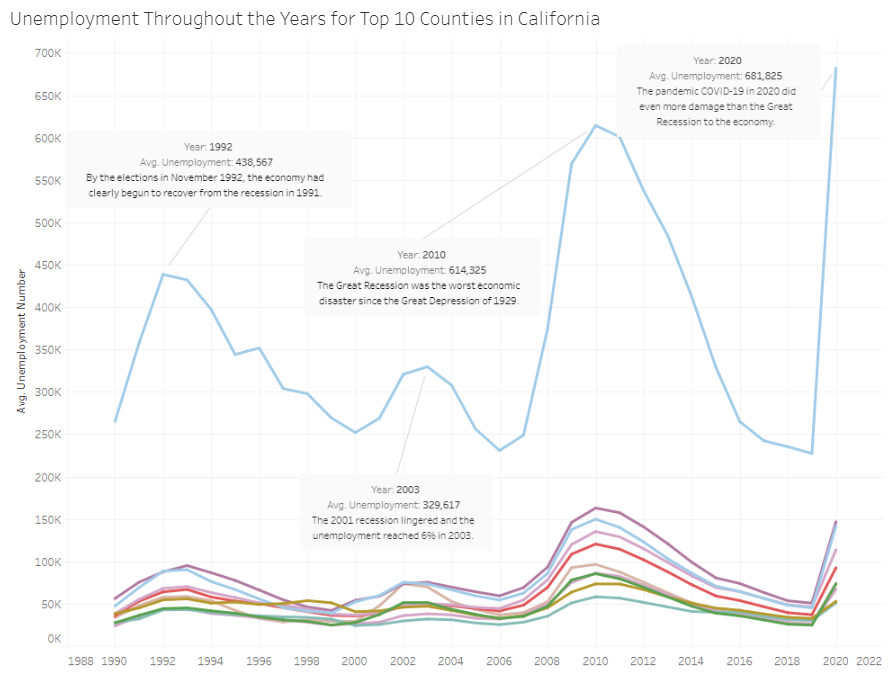 Unemployment Throughout the Years for Top 10 Counties in California
700K
650K
600K
550K
500K
450K
400K
350K
300K
250K
200K
150K
100K
50K
0K
Avg. Unemployment Number
Year: 1992
Avg. Unemployment: 438,567
By the elections in November 1992, the economy had
clearly begun to recover from the recession in 1991.
Year: 2010
Avg. Unemployment: 614,325
The Great Recession was the worst economic
disaster since the Great Depression of 1929.
Year: 2020
Avg. Unemployment: 681,825
The pandemic COVID-19 in 2020 did
even more damage than the Great
Recession to the economy.
Year: 2003
Avg. Unemployment: 329,617
The 2001 recession lingered and the
unemployment reached 6% in 2003.
1988 1990 1992 1994 1996 1998 2000 2002 2004 2006 2008 2010 2012 2014 2016 2018 2020 2022